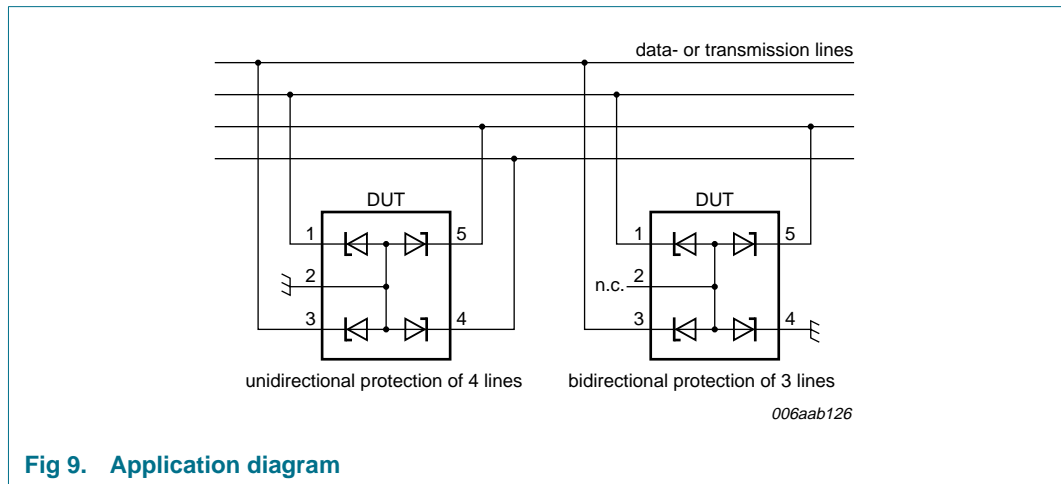 data- or transmission lines
DUT DUT
1 5 1 5
2 n.c. 2
3 4 3 4
unidirectional protection of 4 lines bidirectional protection of 3 lines
006aab126
Fig 9. Application diagram